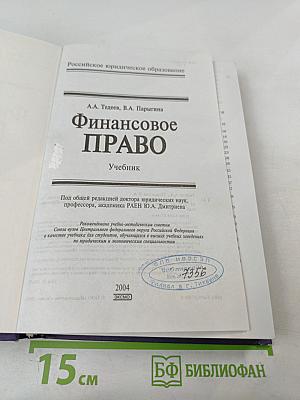 Российское юридическое образование
А.А. Тедеев, В.А. Парыгина
Финансовое
ПРАВО
Учебник
Под общей редакцией доктора юридических наук,
профессора, академика РАЕН Ю.А. Дмитриева
Рекомендовано учебно-методическим советом
Союза вузов Центрального федерального округа Российской Федерации
в качестве учебника для студентов, обучающихся в высших учебных заведениях
по юридическим и экономическим специальностям
7356
2004
ЭКСМО
15 см
БФ БИБЛИОФАН